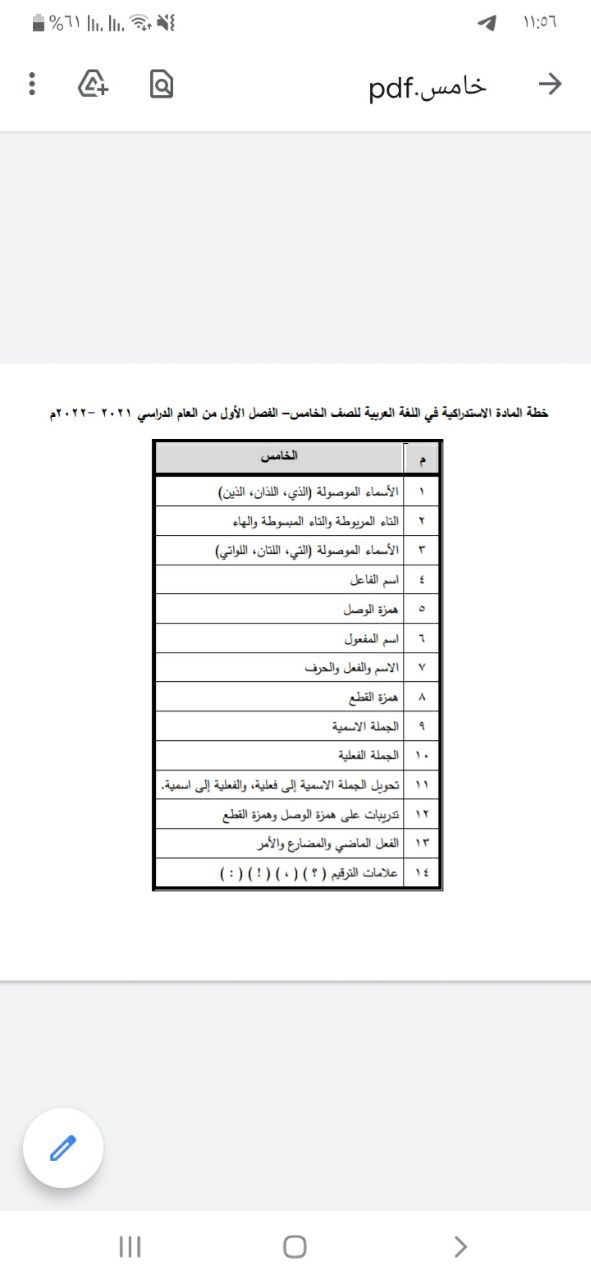 ١١:٥٦ %٦١
خامس.pdf
خطة المادة الاستدراكية في اللغة العربية للصف الخامس– الفصل الأول من العام الدراسي ٢٠٢١ –٢٠٢٢م
م الخامس
١ الأسماء الموصولة (الذي، اللذان، الذين)
٢ التاء المربوطة والتاء المبسوطة والهاء
٣ الأسماء الموصولة (التي، اللتان، اللواتي)
٤ اسم الفاعل
٥ همزة الوصل
٦ اسم المفعول
٧ الاسم والفعل والحرف
٨ همزة القطع
٩ الجملة الاسمية
١٠ الجملة الفعلية
١١ تحويل الجملة الاسمية إلى فعلية، والفعلية إلى اسمية.
١٢ تدريبات على همزة الوصل وهمزة القطع
١٣ الفعل الماضي والمضارع والأمر
١٤ علامات الترقيم ( ؟ ) ( ، ) ( ! ) ( : )